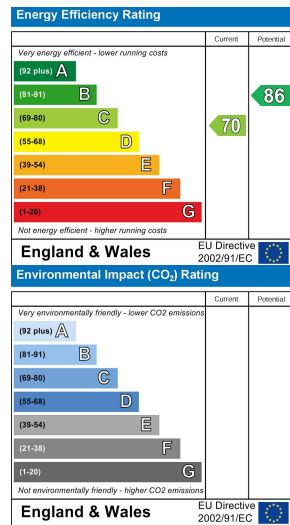 Energy Efficiency Rating
Current Potential
Very energy efficient - lower running costs
(92 plus) A
(81-91) B
86
(69-80) C
70
(55-68) D
(39-54) E
(21-38) F
(1-20) G
Not energy efficient - higher running costs
England & Wales
EU Directive
2002/91/EC
Environmental Impact (CO₂) Rating
Current Potential
Very environmentally friendly - lower CO2 emissions
(92 plus) A
(81-91) B
(69-80) C
(55-68) D
(39-54) E
(21-38) F
(1-20) G
Not environmentally friendly - higher CO2 emissions
England & Wales
EU Directive
2002/91/EC